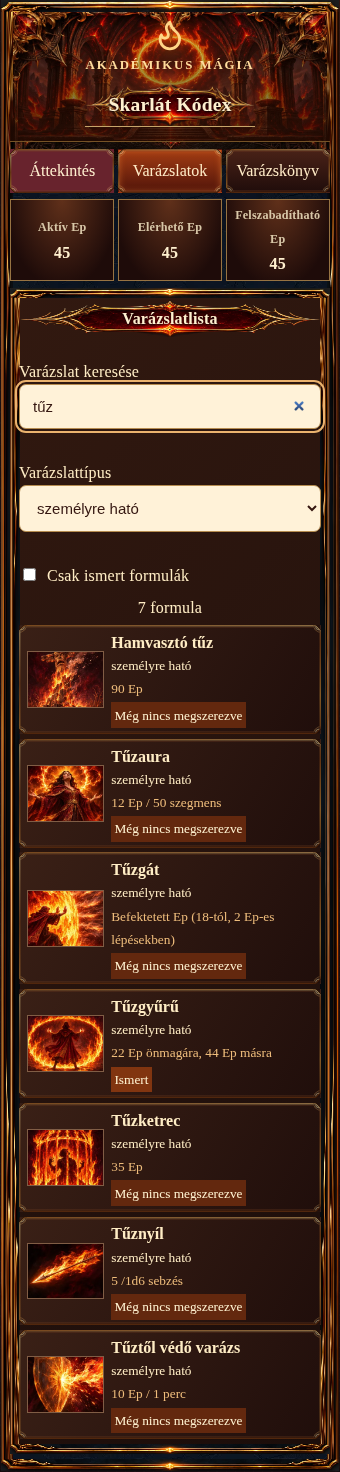 AKADÉMIKUS MÁGIA
Skarlát Kódex
Áttekintés
Varázslatok
Varázskönyv
Aktív Ep
45
Elérhető Ep
45
Felszabadítható
Ep
45
Varázslatlista
Varázslat keresése
tűz
Varázslattípus
személyre ható
Csak ismert formulák
7 formula
Hamvasztó tűz
személyre ható
90 Ep
Még nincs megszerezve
Tűzaura
személyre ható
12 Ep / 50 szegmens
Még nincs megszerezve
Tűzgát
személyre ható
Befektetett Ep (18-tól, 2 Ep-es
lépésekben)
Még nincs megszerezve
Tűzgyűrű
személyre ható
22 Ep önmagára, 44 Ep másra
Ismert
Tűzketrec
személyre ható
35 Ep
Még nincs megszerezve
Tűznyíl
személyre ható
5 /1d6 sebzés
Még nincs megszerezve
Tűztől védő varázs
személyre ható
10 Ep / 1 perc
Még nincs megszerezve